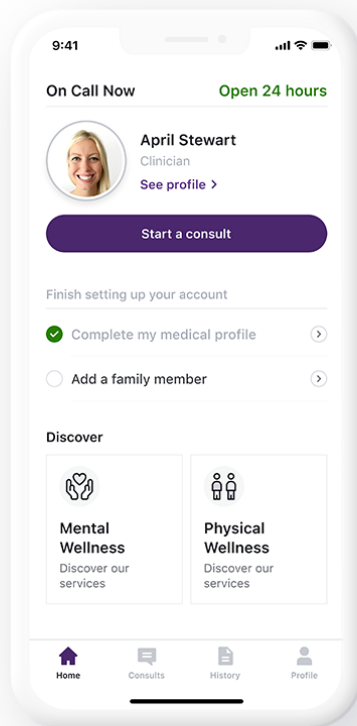 9:41
On Call Now
Open 24 hours
April Stewart
Clinician
See profile >
Start a consult
Finish setting up your account
Complete my medical profile
Add a family member
Discover
Mental
Wellness
Discover our
services
Physical
Wellness
Discover our
services
Home
Consults
History
Profile